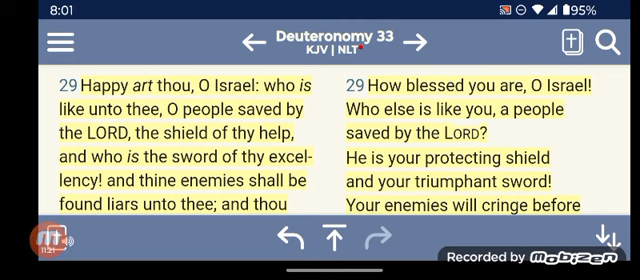 8:01
95%
Deuteronomy 33
KJV | NLT
29 Happy art thou, O Israel: who is
like unto thee, O people saved by
the LORD, the shield of thy help,
and who is the sword of thy excel-
lency! and thine enemies shall be
found liars unto thee; and thou
29 How blessed you are, O Israel!
Who else is like you, a people
saved by the LORD?
He is your protecting shield
and your triumphant sword!
Your enemies will cringe before
11:21
Recorded by
MOBIZEN